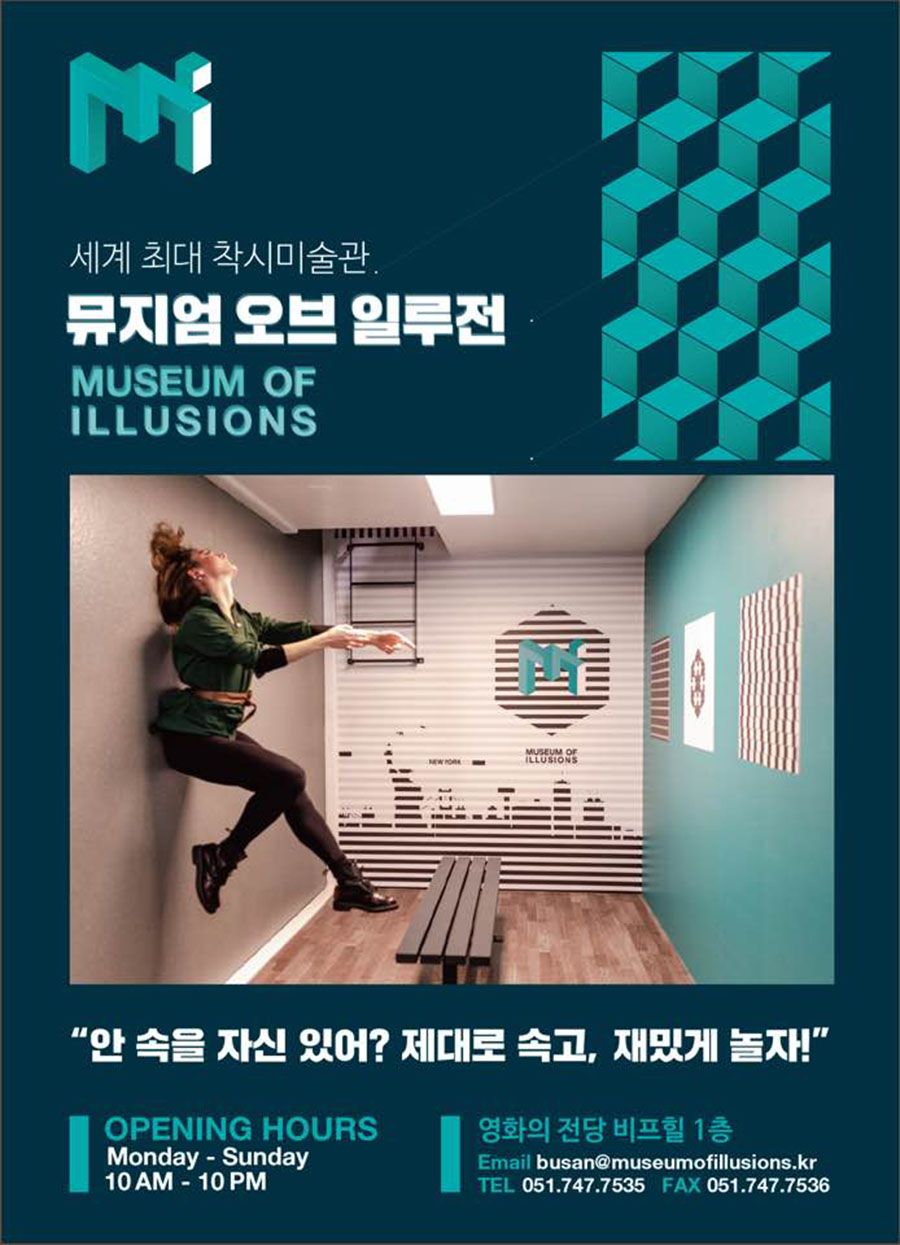 Mi
세계 최대 착시미술관
뮤지엄 오브 일루전
MUSEUM OF
ILLUSIONS
Mi
MUSEUM OF
ILLUSIONS
NEW YORK
“안 속을 자신 있어? 제대로 속고, 재밌게 놀자!”
OPENING HOURS
Monday - Sunday
10 AM - 10 PM
영화의 전당 비프힐 1층
Email busan@museumofillusions.kr
TEL 051.747.7535 FAX 051.747.7536